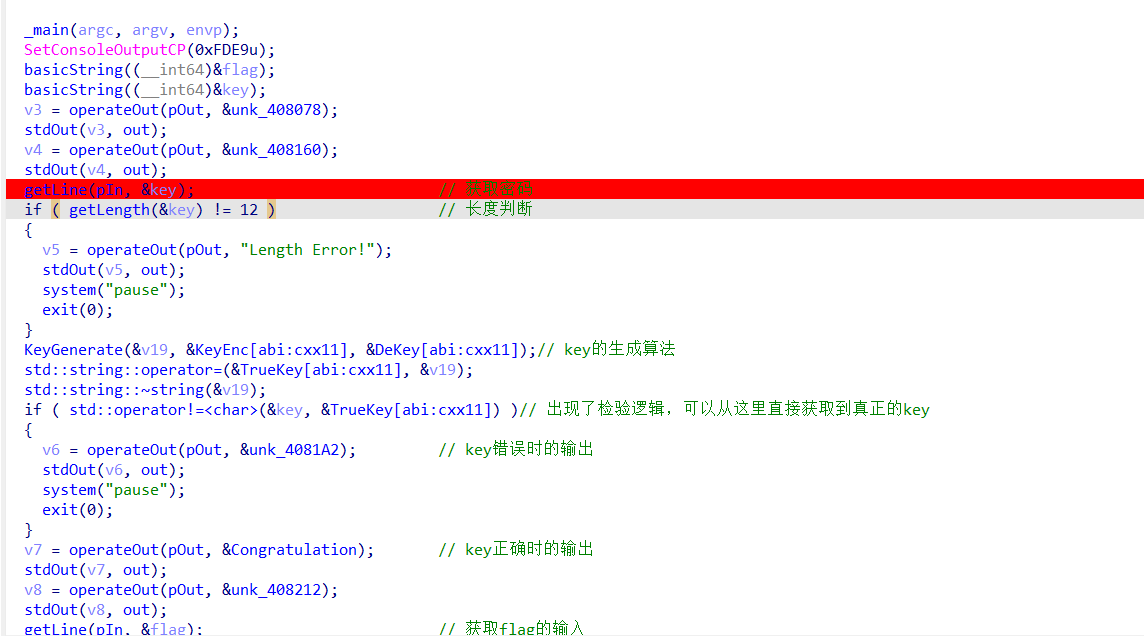 _main(argc, argv, envp);
SetConsoleOutputCP(0xFDE9u);
basicString((__int64)&flag);
basicString((__int64)&key);
v3 = operateOut(pOut, &unk_408078);
stdOut(v3, out);
v4 = operateOut(pOut, &unk_408160);
stdOut(v4, out);
getLine(pIn, &key); //
if ( getLength(&key) != 12 ) // 长度判断
{
v5 = operateOut(pOut, "Length Error!");
stdOut(v5, out);
system("pause");
exit(0);
}
KeyGenerate(&v19, &KeyEnc[abi:cxx11], &DeKey[abi:cxx11]);// key的生成算法
std::string::operator=(&TrueKey[abi:cxx11], &v19);
std::string::~string(&v19);
if ( std::operator!=<char>(&key, &TrueKey[abi:cxx11]) )// 出现了检验逻辑，可以从这里直接获取到真正的key
{
v6 = operateOut(pOut, &unk_4081A2); // key错误时的输出
stdOut(v6, out);
system("pause");
exit(0);
}
v7 = operateOut(pOut, &Congratulation); // key正确时的输出
stdOut(v7, out);
v8 = operateOut(pOut, &unk_408212);
stdOut(v8, out);
getLine(pIn, &flag); // 获取flag的输入